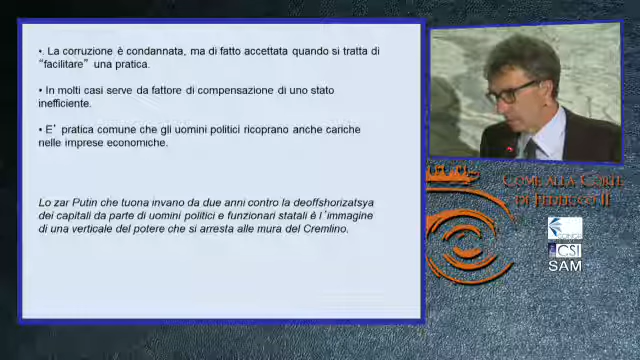 • La corruzione è condannata, ma di fatto accettata quando si tratta di
"facilitare" una pratica.
• In molti casi serve da fattore di compensazione di uno stato
inefficiente.
• E' pratica comune che gli uomini politici ricoprano anche cariche
nelle imprese economiche.
Lo zar Putin che tuona invano da due anni contro la deoffshorizatsya
dei capitali da parte di uomini politici e funzionari statali è l'immagine
di una verticale del potere che si arresta alle mura del Cremlino.
COME ALLA CORTE
DI FEDERICO II
CSI
SAM